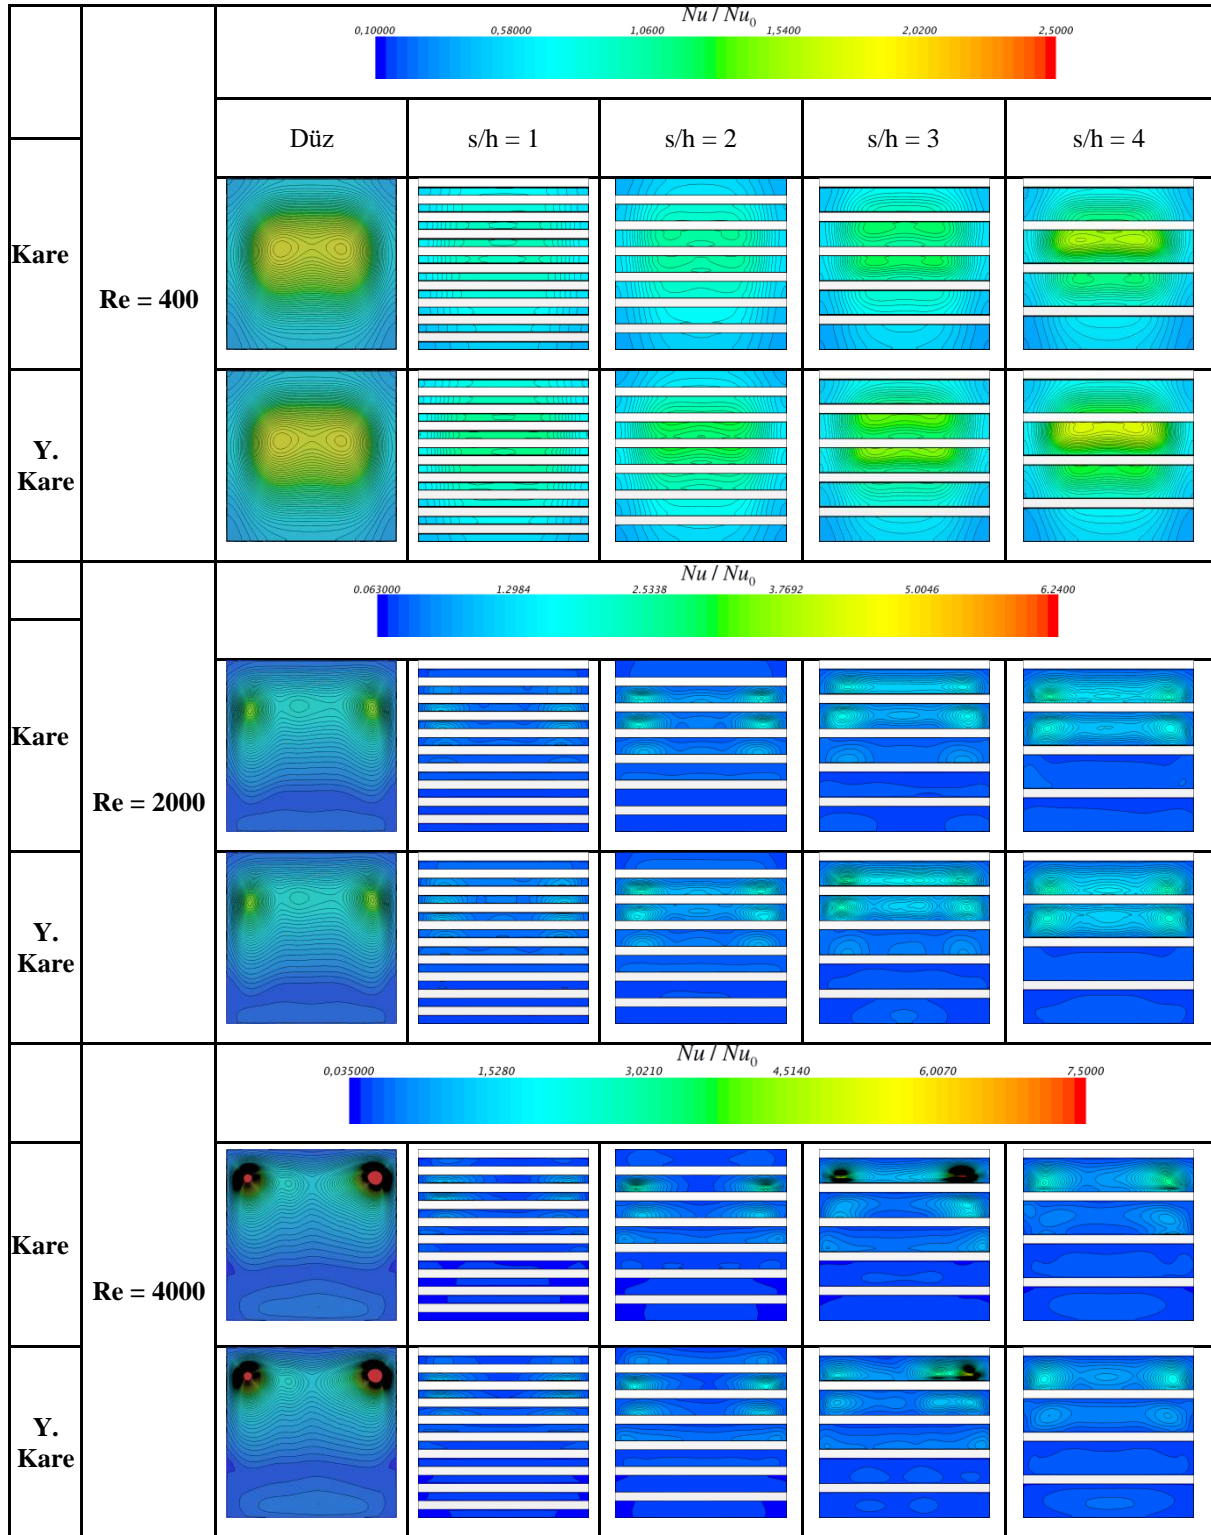 Nu / Nu0
0,10000 0,58000 1,0600 1,5400 2,0200 2,5000
Düz s/h = 1 s/h = 2 s/h = 3 s/h = 4
Kare
Re = 400
Y.
Kare
Nu / Nu0
0.063000 1.2984 2.5338 3.7692 5.0046 6.2400
Kare
Re = 2000
Y.
Kare
Nu / Nu0
0,035000 1,5280 3,0210 4,5140 6,0070 7,5000
Kare
Re = 4000
Y.
Kare